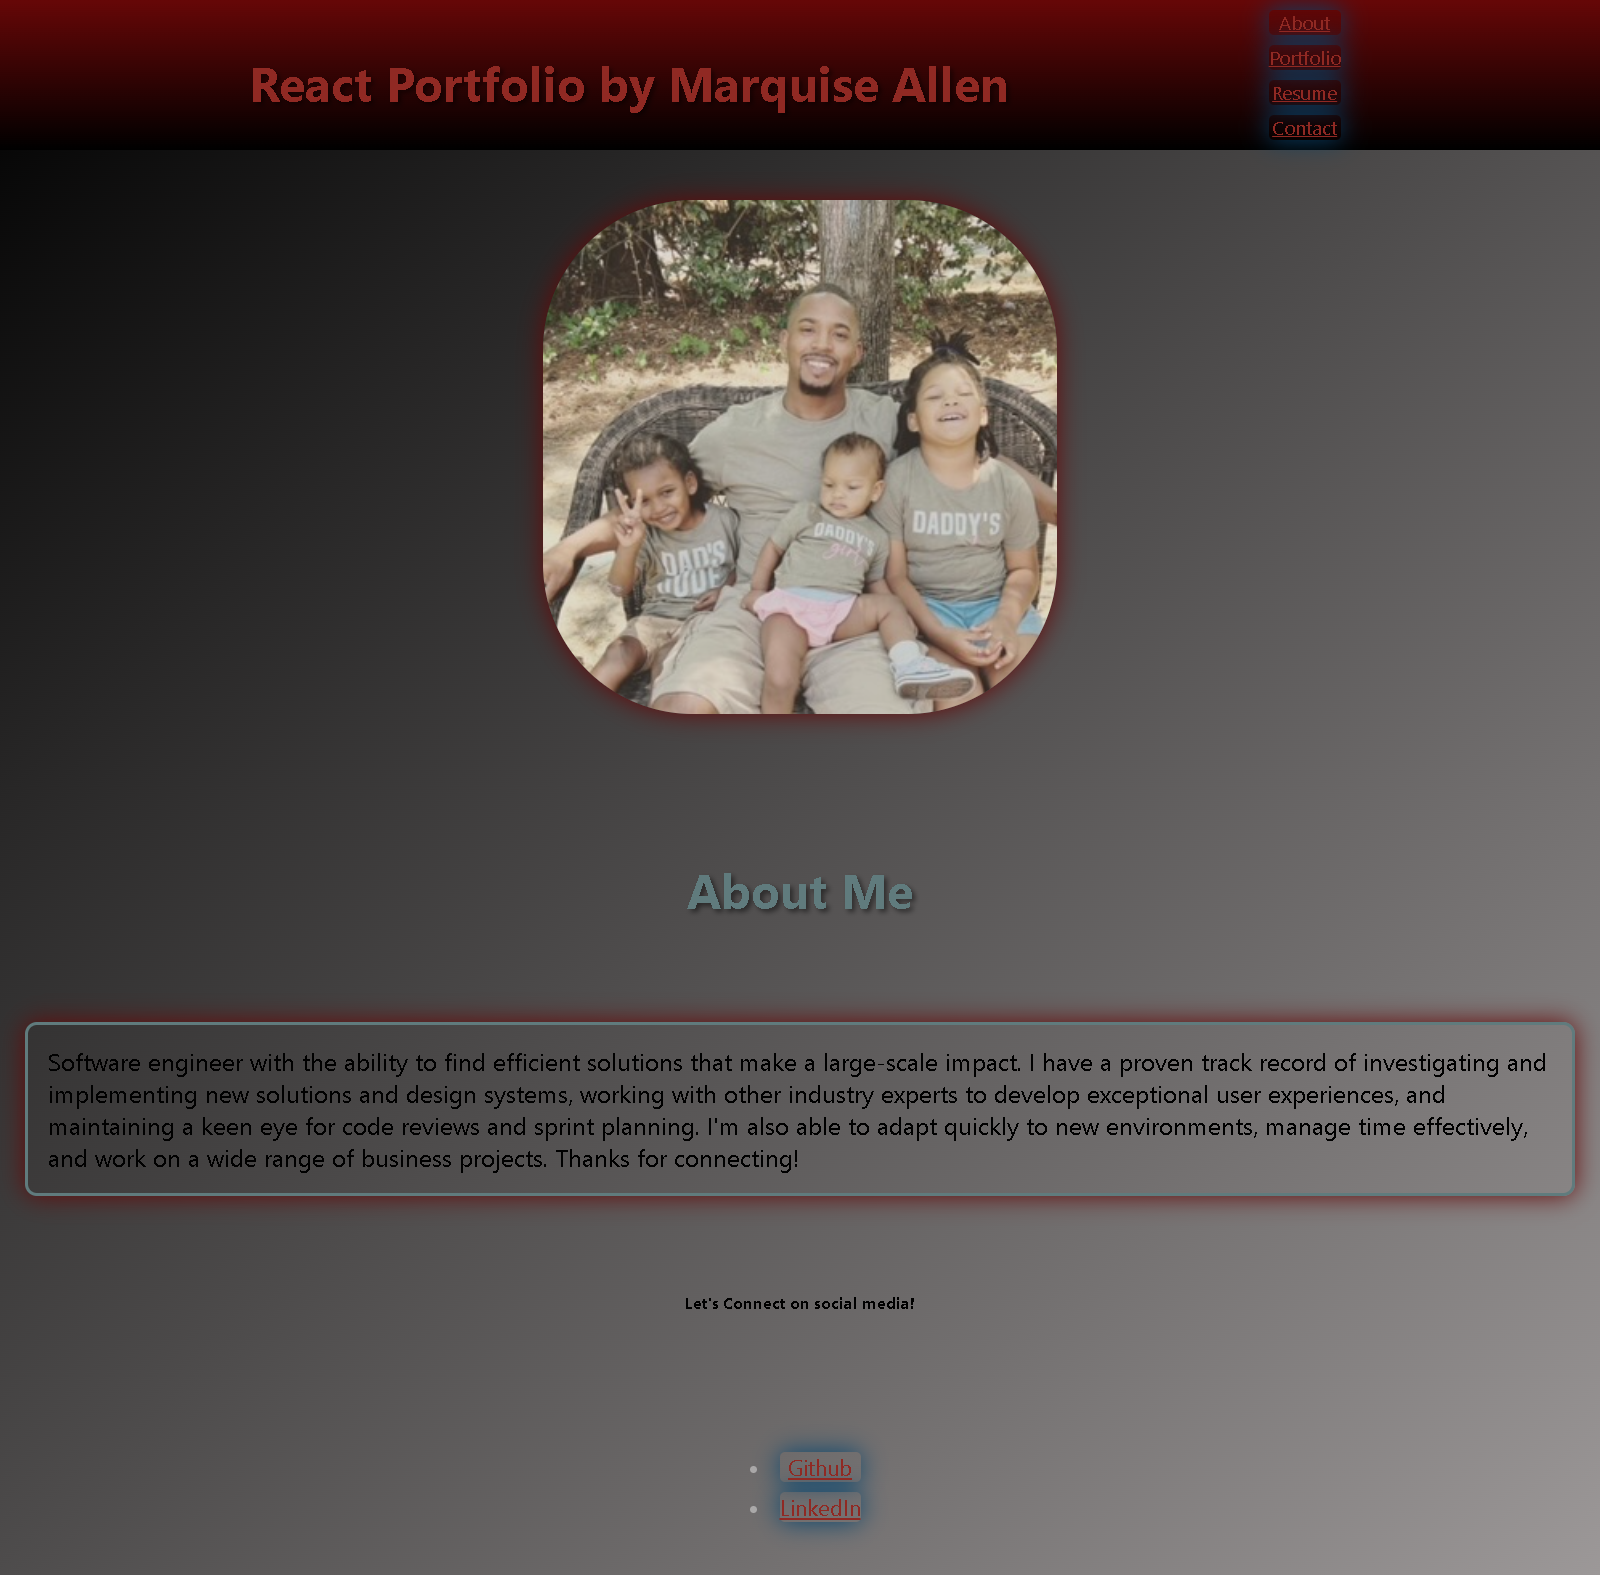 About
Portfolio
Resume
Contact
React Portfolio by Marquise Allen
DADDY'S
DADDY'S
girl
DAD'S
DUDE
About Me
Software engineer with the ability to find efficient solutions that make a large-scale impact. I have a proven track record of investigating and
implementing new solutions and design systems, working with other industry experts to develop exceptional user experiences, and
maintaining a keen eye for code reviews and sprint planning. I'm also able to adapt quickly to new environments, manage time effectively,
and work on a wide range of business projects. Thanks for connecting!
Let's Connect on social media!
Github
LinkedIn